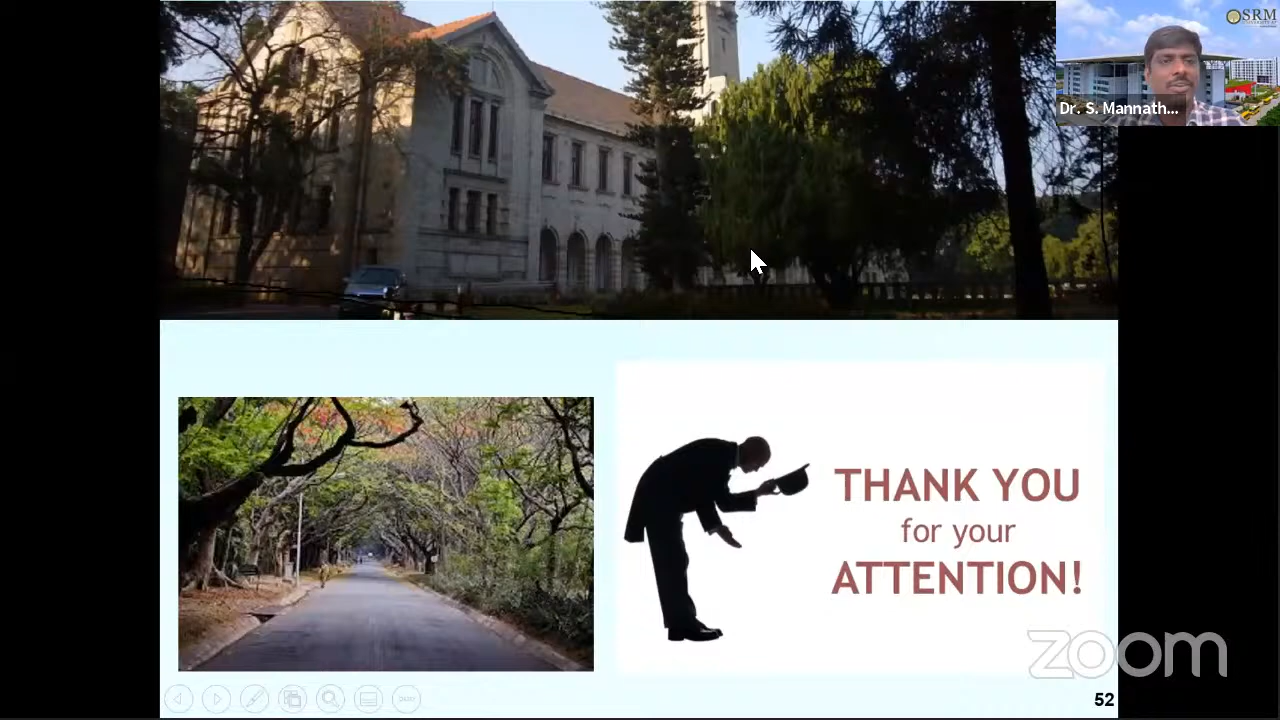 SRM
Dr. S. Mannath...
THANK YOU
for your
ATTENTION!
zoom
52